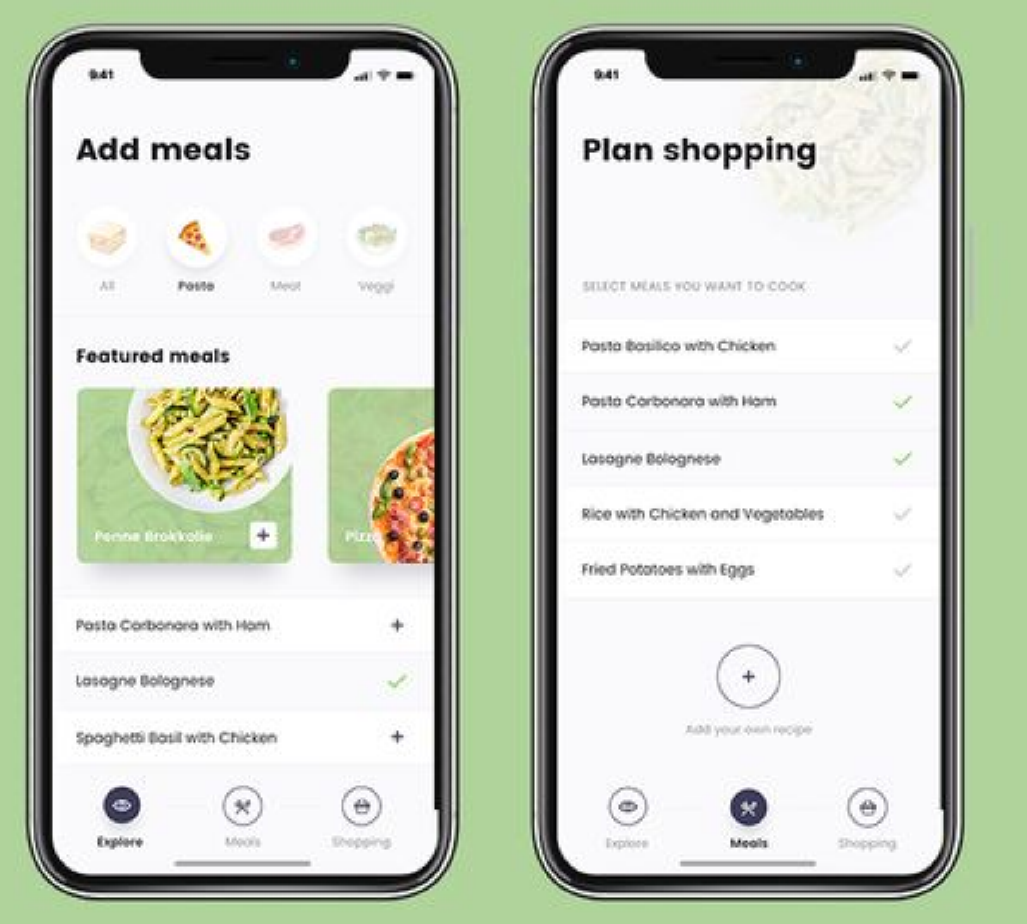 9:41
Add meals
All
Pasta
Meat
Veggi
Featured meals
Penne Brokkolie
Pizz
Pasta Carbonara with Ham
Lasagne Bolognese
Spaghetti Basil with Chicken
Explore
Meals
Shopping
9:41
Plan shopping
SELECT MEALS YOU WANT TO COOK
Pasta Basilico with Chicken
Pasta Carbonara with Ham
Lasagne Bolognese
Rice with Chicken and Vegetables
Fried Potatoes with Eggs
Add your own recipe
Explore
Meals
Shopping